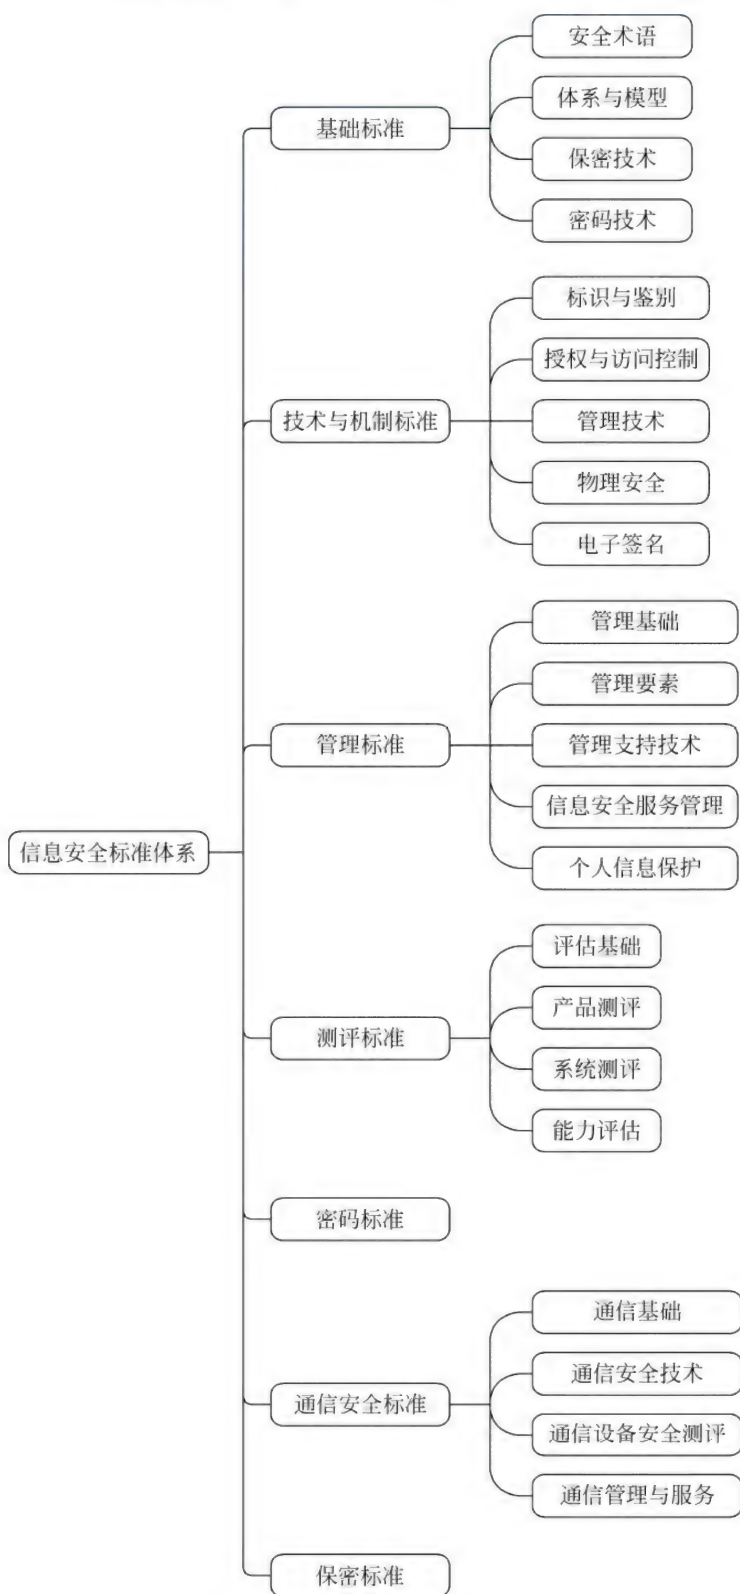 信息安全标准体系
基础标准
安全术语
体系与模型
保密技术
密码技术
技术与机制标准
标识与鉴别
授权与访问控制
管理技术
物理安全
电子签名
管理标准
管理基础
管理要素
管理支持技术
信息安全服务管理
个人信息保护
测评标准
评估基础
产品测评
系统测评
能力评估
密码标准
通信安全标准
通信基础
通信安全技术
通信设备安全测评
通信管理与服务
保密标准